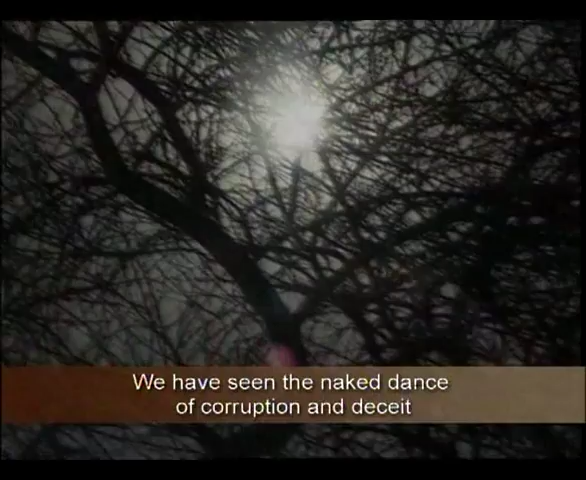 We have seen the naked dance
of corruption and deceit